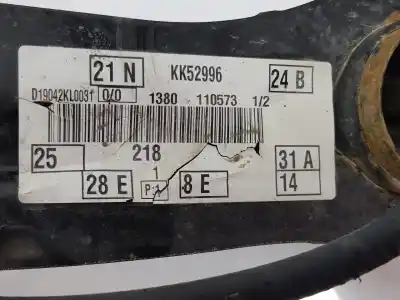 21 N KK52996 24 B
D19042KL0031 0/0 1380 110573 1/2
25 218 31 A
28 E 1 8 E 14